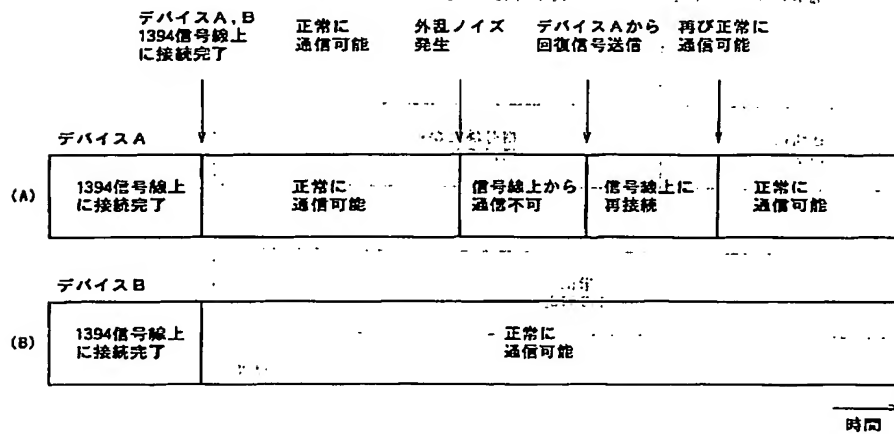 デバイスA,B
1394信号線上
に接続完了
正常に
通信可能
外乱ノイズ
発生
デバイスAから
回復信号送信
再び正常に
通信可能
デバイスA
(A)
1394信号線上
に接続完了
正常に
通信可能
信号線上から
通信不可
信号線上に
再接続
正常に
通信可能
デバイスB
(B)
1394信号線上
に接続完了
正常に
通信可能
時間